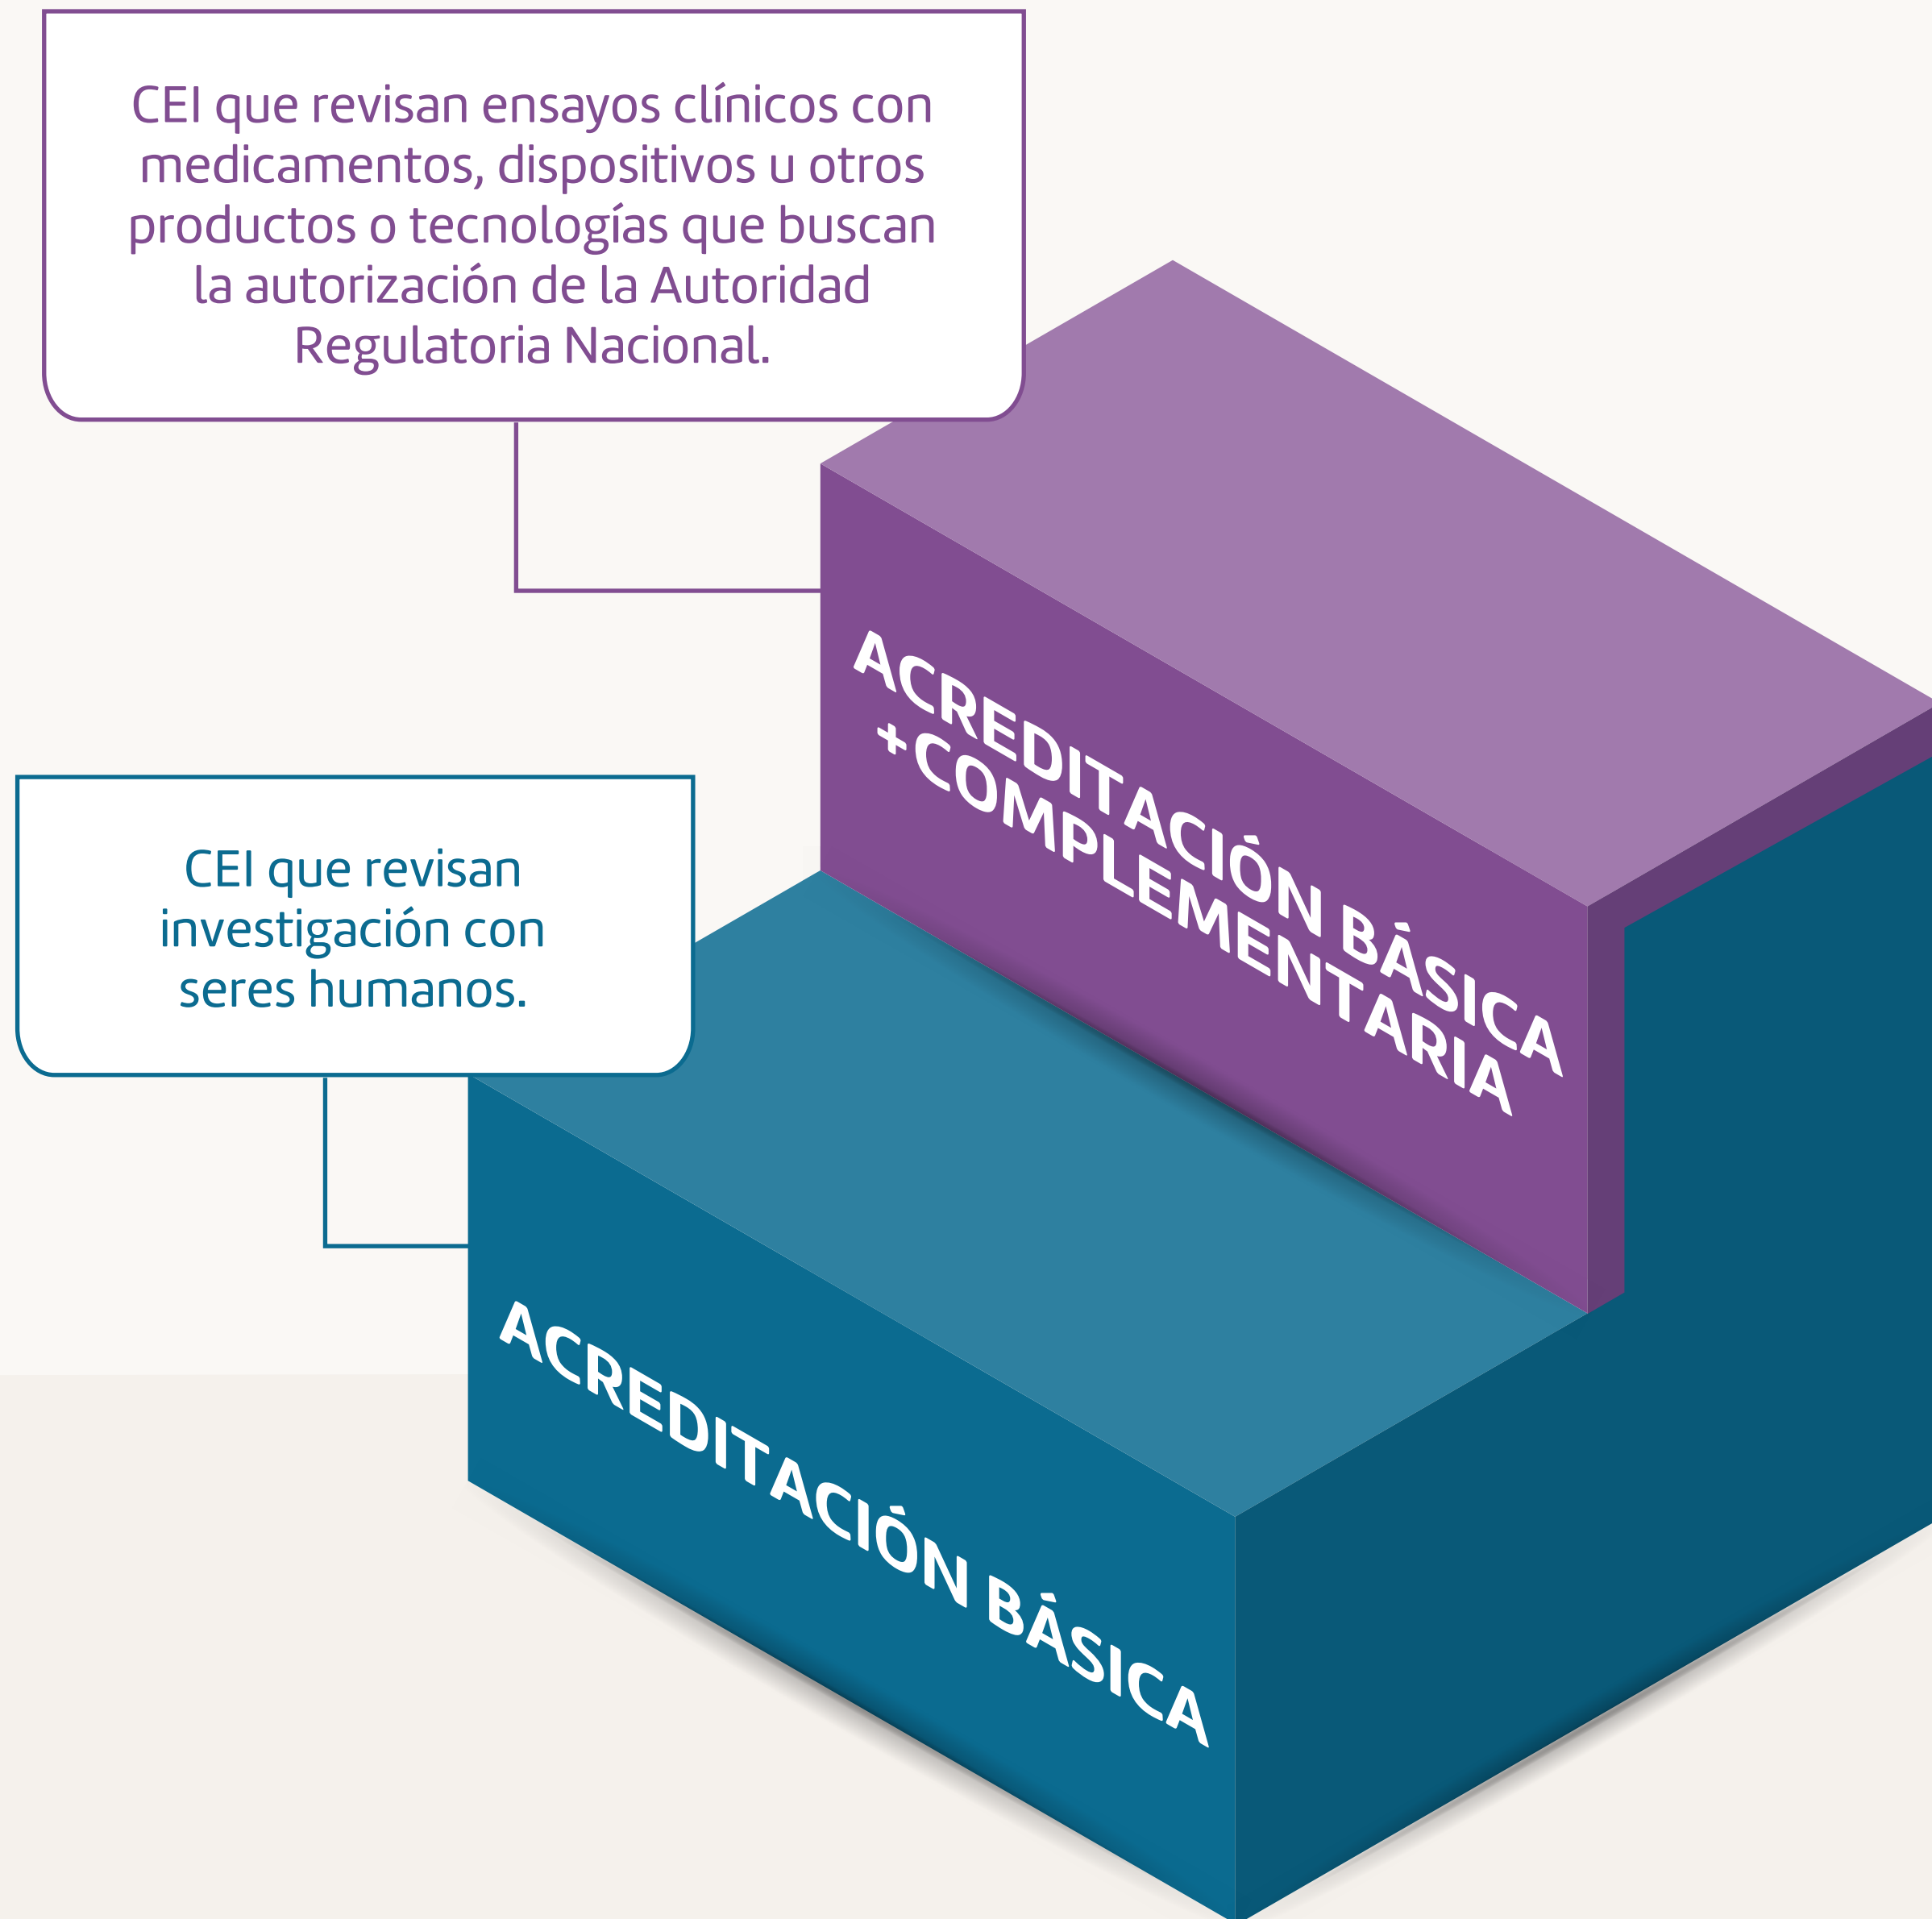 CEI que revisan ensayos clínicos con
medicamentos, dispositivos u otros
productos o tecnologías que buscan
la autorización de la Autoridad
Regulatoria Nacional.
ACREDITACIÓN BÁSICA
+COMPLEMENTARIA
CEI que revisan
investigación con
seres humanos.
ACREDITACIÓN BÁSICA